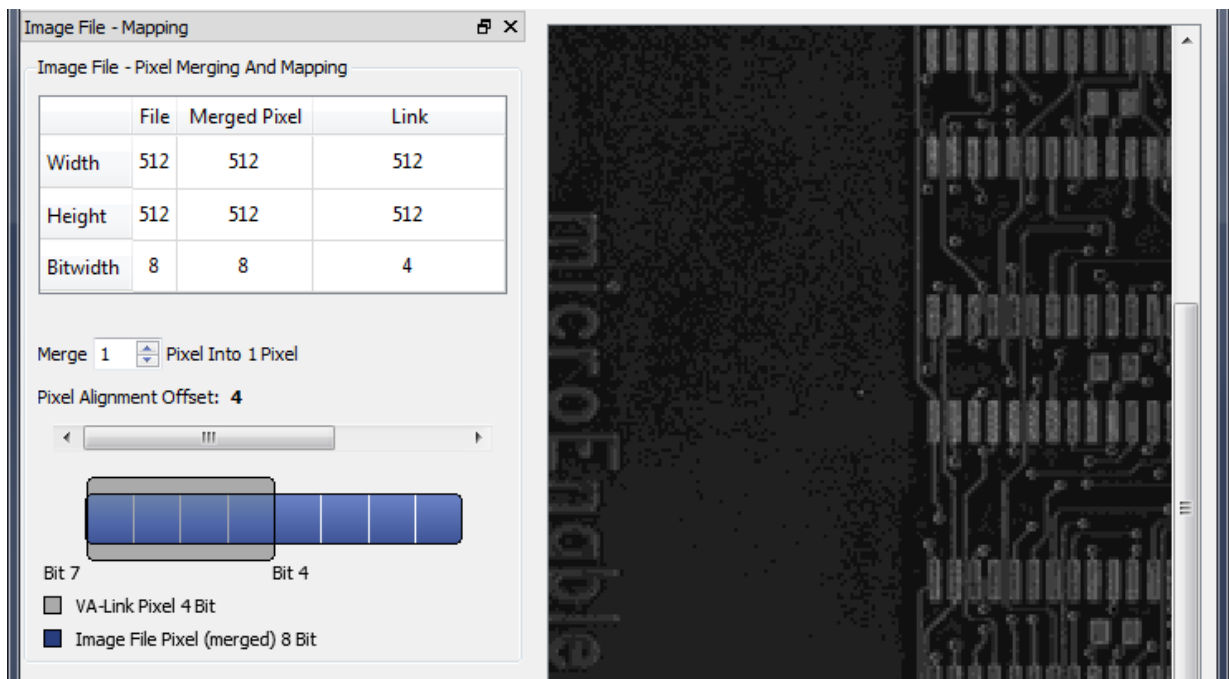 Image File - Mapping
Image File - Pixel Merging And Mapping
File Merged Pixel Link
Width 512 512 512
Height 512 512 512
Bitwidth 8 8 4
Merge 1 Pixel Into 1 Pixel
Pixel Alignment Offset: 4
Bit 7 Bit 4
VA-Link Pixel 4 Bit
Image File Pixel (merged) 8 Bit
microEnable